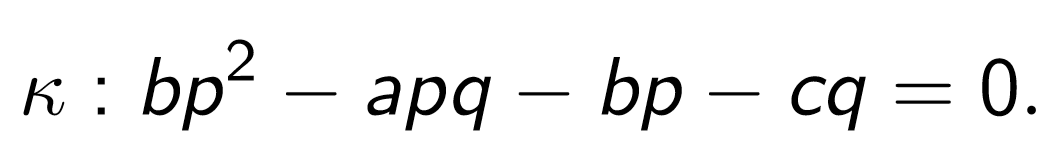 κ : bp² − apq − bp − cq = 0.